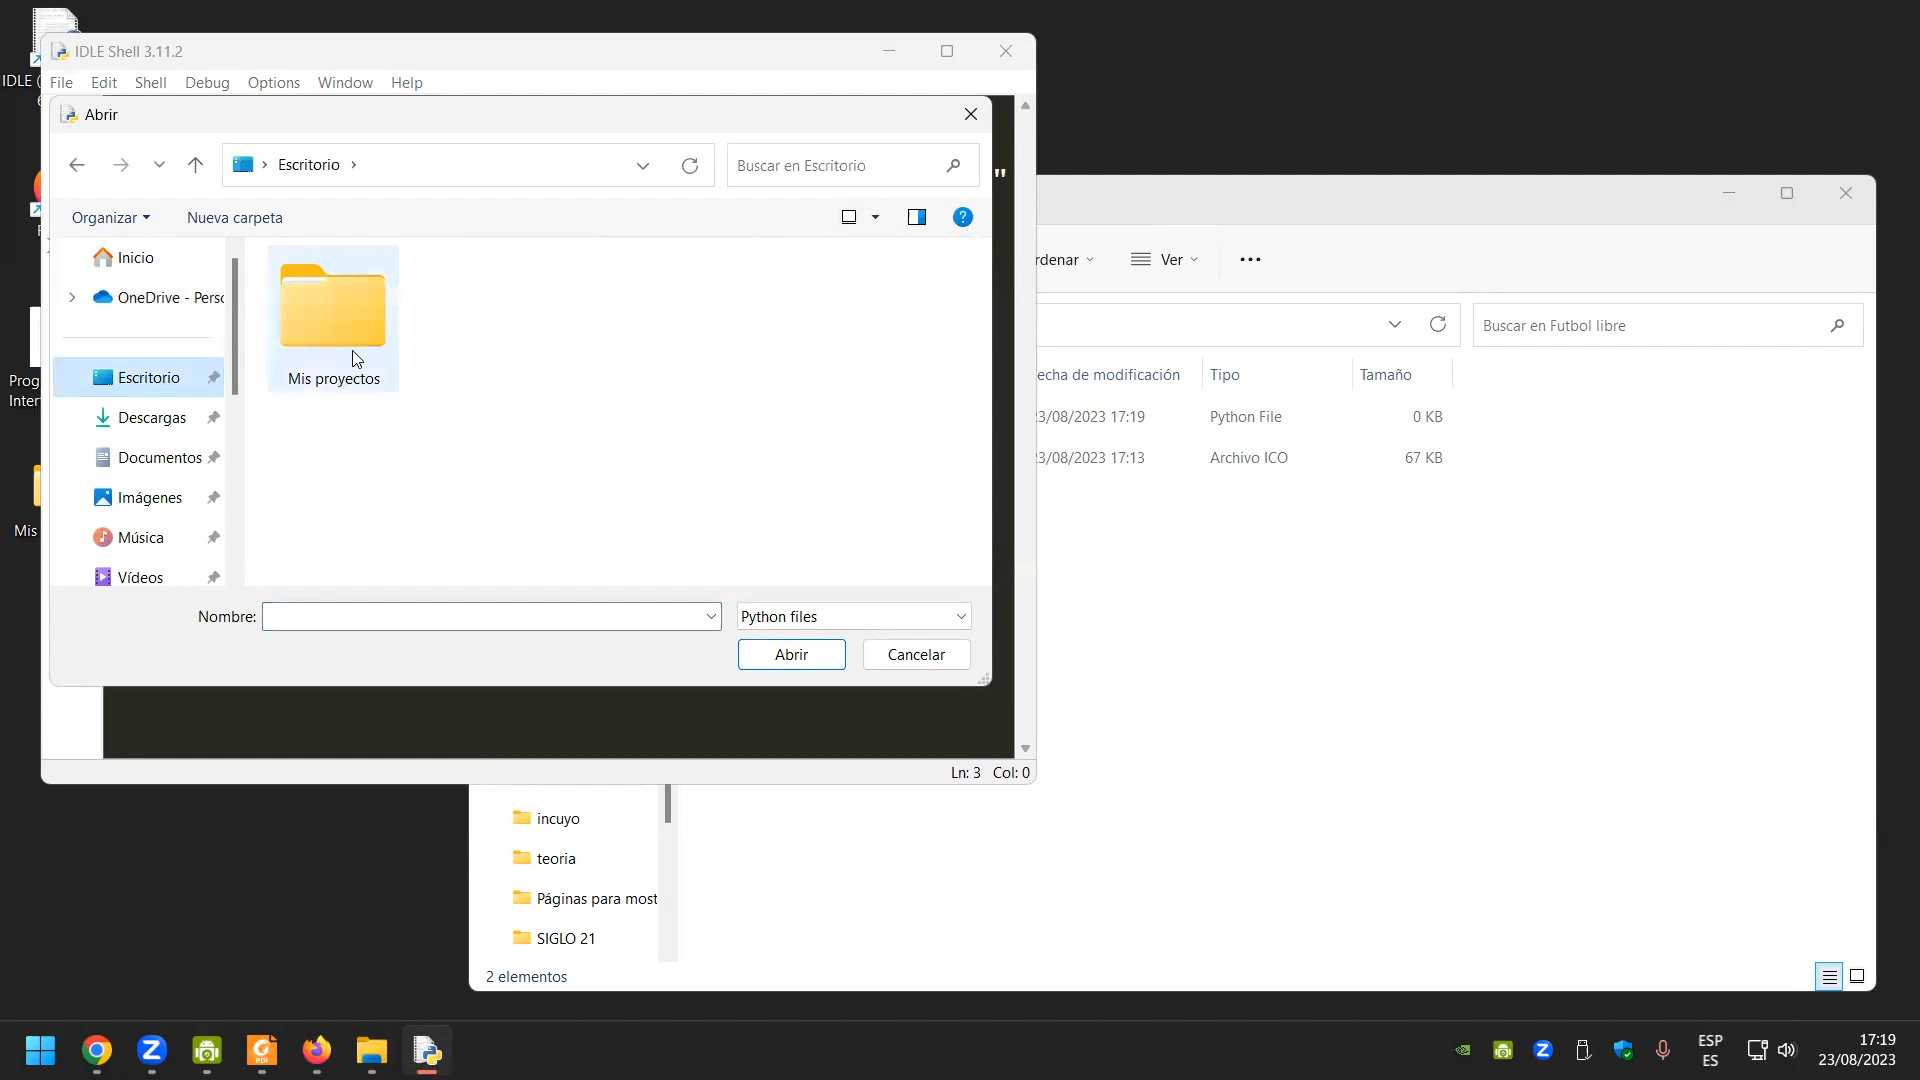 IDLE Shell 3.11.2
IDLE (
File Edit Shell Debug Options Window Help
Abrir
Escritorio
Buscar en Escritorio
"
Organizar
Nueva carpeta
Inicio
OneDrive - Perso
Escritorio
Descargas
Documentos
Imágenes
Música
Vídeos
Mis proyectos
Nombre:
Python files
Abrir
Cancelar
Ln: 3 Col: 0
Prog
Inter
Mis
rdenar
Ver
Buscar en Futbol libre
echa de modificación Tipo Tamaño
23/08/2023 17:19 Python File 0 KB
23/08/2023 17:13 Archivo ICO 67 KB
incuyo
teoria
Páginas para most
SIGLO 21
2 elementos
PDF
ESP
ES
17:19
23/08/2023